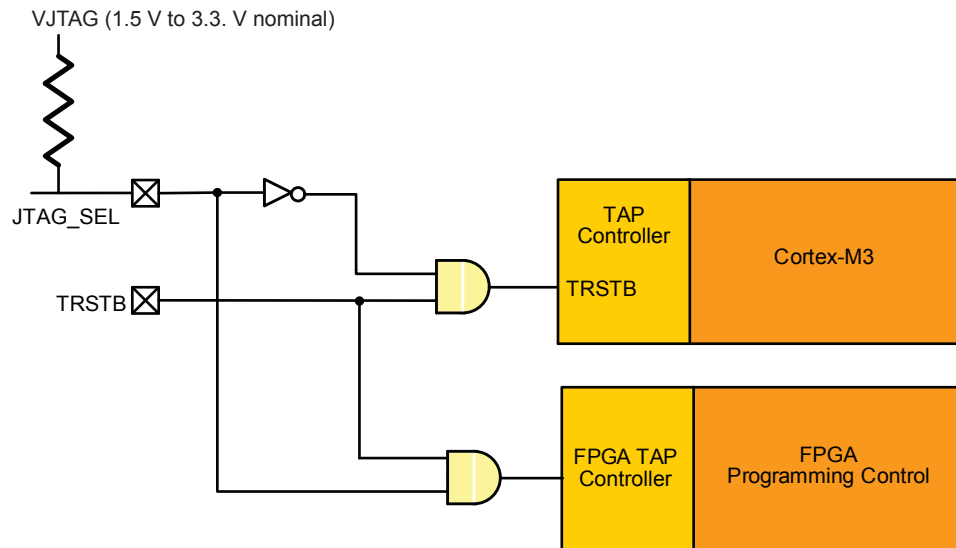 VJTAG (1.5 V to 3.3. V nominal)
JTAG_SEL
TRSTB
TAP
Controller
TRSTB
Cortex-M3
FPGA TAP
Controller
FPGA
Programming Control